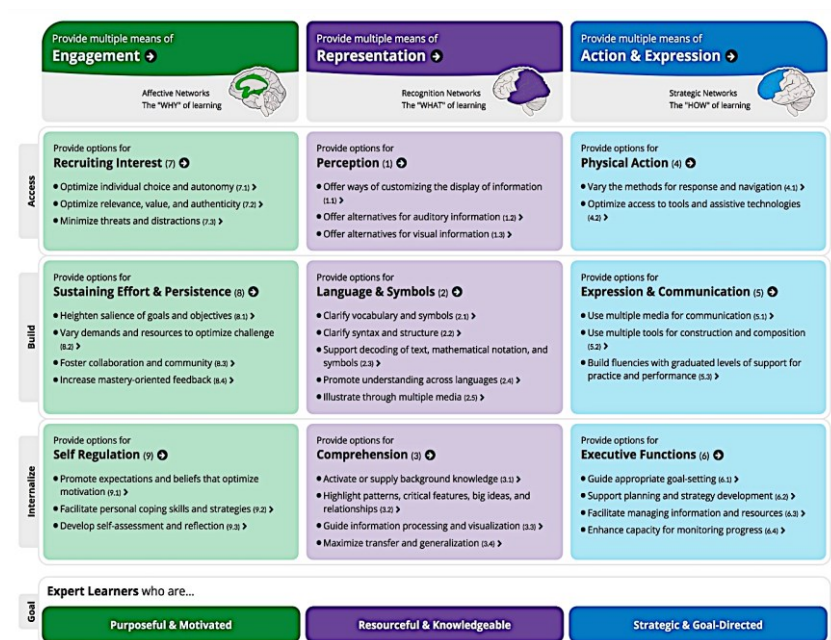 Provide multiple means of
Engagement
Affective Networks
The "WHY" of learning
Provide multiple means of
Representation
Recognition Networks
The "WHAT" of learning
Provide multiple means of
Action & Expression
Strategic Networks
The "HOW" of learning
Access
Provide options for
Recruiting Interest (7)
• Optimize individual choice and autonomy (7.1) >
• Optimize relevance, value, and authenticity (7.2) >
• Minimize threats and distractions (7.3) >
Provide options for
Perception (1)
• Offer ways of customizing the display of information
(1.1) >
• Offer alternatives for auditory information (1.2) >
• Offer alternatives for visual information (1.3) >
Provide options for
Physical Action (4)
• Vary the methods for response and navigation (4.1) >
• Optimize access to tools and assistive technologies
(4.2) >
Build
Provide options for
Sustaining Effort & Persistence (8)
• Heighten salience of goals and objectives (8.1) >
• Vary demands and resources to optimize challenge
(8.2) >
• Foster collaboration and community (8.3) >
• Increase mastery-oriented feedback (8.4) >
Provide options for
Language & Symbols (2)
• Clarify vocabulary and symbols (2.1) >
• Clarify syntax and structure (2.2) >
• Support decoding of text, mathematical notation, and
symbols (2.3) >
• Promote understanding across languages (2.4) >
• Illustrate through multiple media (2.5) >
Provide options for
Expression & Communication (5)
• Use multiple media for communication (5.1) >
• Use multiple tools for construction and composition
(5.2) >
• Build fluencies with graduated levels of support for
practice and performance (5.3) >
Internalize
Provide options for
Self Regulation (9)
• Promote expectations and beliefs that optimize
motivation (9.1) >
• Facilitate personal coping skills and strategies (9.2) >
• Develop self-assessment and reflection (9.3) >
Provide options for
Comprehension (3)
• Activate or supply background knowledge (3.1) >
• Highlight patterns, critical features, big ideas, and
relationships (3.2) >
• Guide information processing and visualization (3.3) >
• Maximize transfer and generalization (3.4) >
Provide options for
Executive Functions (6)
• Guide appropriate goal-setting (6.1) >
• Support planning and strategy development (6.2) >
• Facilitate managing information and resources (6.3) >
• Enhance capacity for monitoring progress (6.4) >
Goal
Expert Learners who are...
Purposeful & Motivated
Resourceful & Knowledgeable
Strategic & Goal-Directed